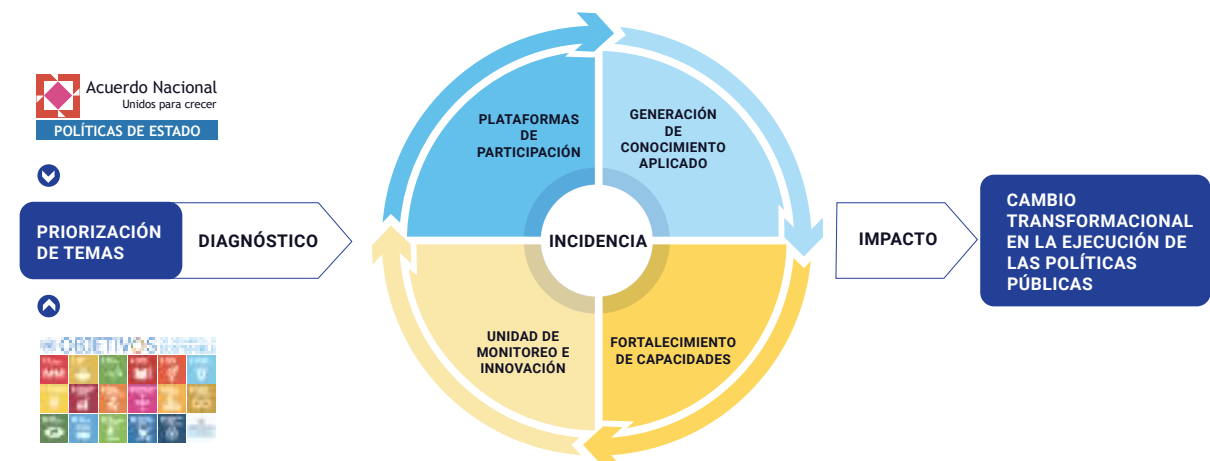 Acuerdo Nacional
Unidos para crecer
POLÍTICAS DE ESTADO
PRIORIZACIÓN
DE TEMAS
DIAGNÓSTICO
OBJETIVOS
PLATAFORMAS
DE
PARTICIPACIÓN
GENERACIÓN
DE
CONOCIMIENTO
APLICADO
INCIDENCIA
UNIDAD DE
MONITOREO E
INNOVACIÓN
FORTALECIMIENTO
DE CAPACIDADES
IMPACTO
CAMBIO
TRANSFORMACIONAL
EN LA EJECUCIÓN DE
LAS POLÍTICAS
PÚBLICAS